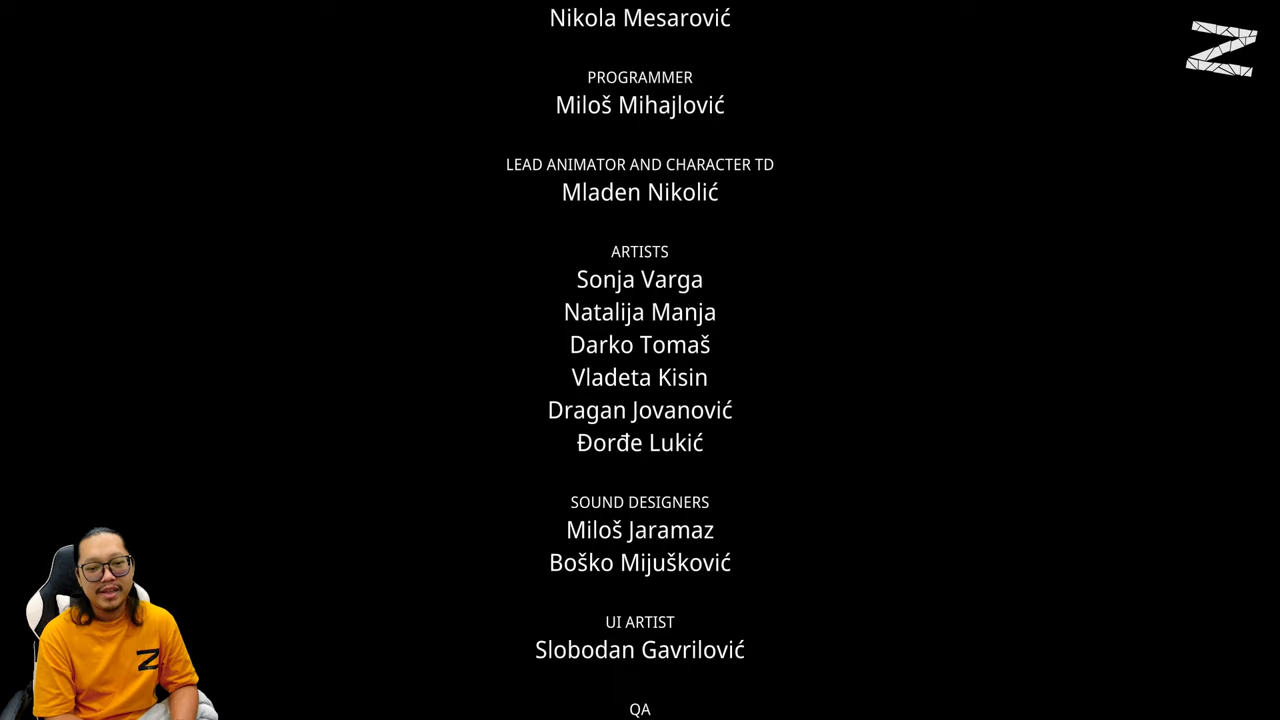 Nikola Mesarović
PROGRAMMER
Miloš Mihajlović
LEAD ANIMATOR AND CHARACTER TD
Mladen Nikolić
ARTISTS
Sonja Varga
Natalija Manja
Darko Tomaš
Vladeta Kisin
Dragan Jovanović
Đorđe Lukić
SOUND DESIGNERS
Miloš Jaramaz
Boško Mijušković
UI ARTIST
Slobodan Gavrilović
QA
Z
Z